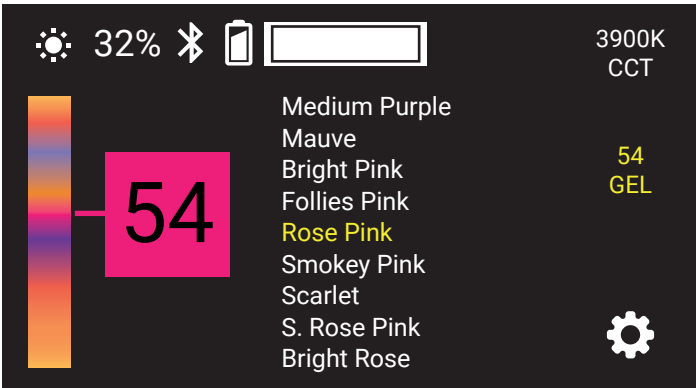 32%
3900K
CCT
54
Medium Purple
Mauve
Bright Pink
Follies Pink
Rose Pink
Smokey Pink
Scarlet
S. Rose Pink
Bright Rose
54
GEL